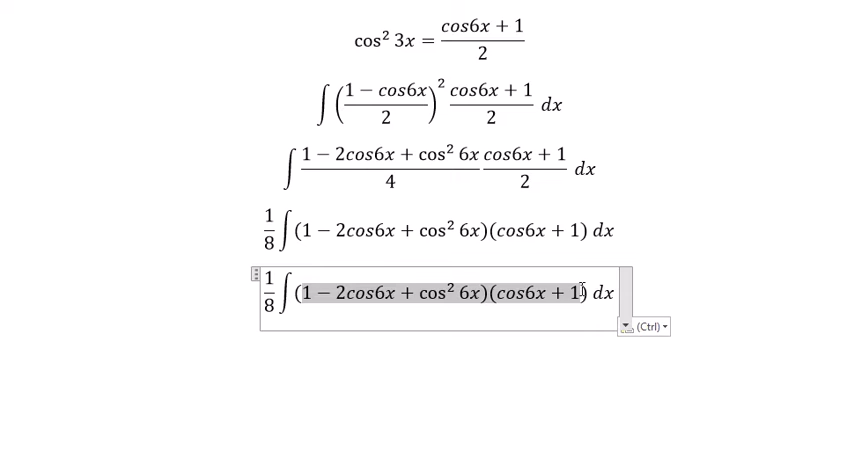 cos² 3x = (cos6x + 1)/2
∫ ((1 − cos6x)/2)² (cos6x + 1)/2 dx
∫ (1 − 2cos6x + cos² 6x)/4 (cos6x + 1)/2 dx
1/8 ∫ (1 − 2cos6x + cos² 6x)(cos6x + 1) dx
1/8 ∫ (1 − 2cos6x + cos² 6x)(cos6x + 1) dx
(Ctrl)